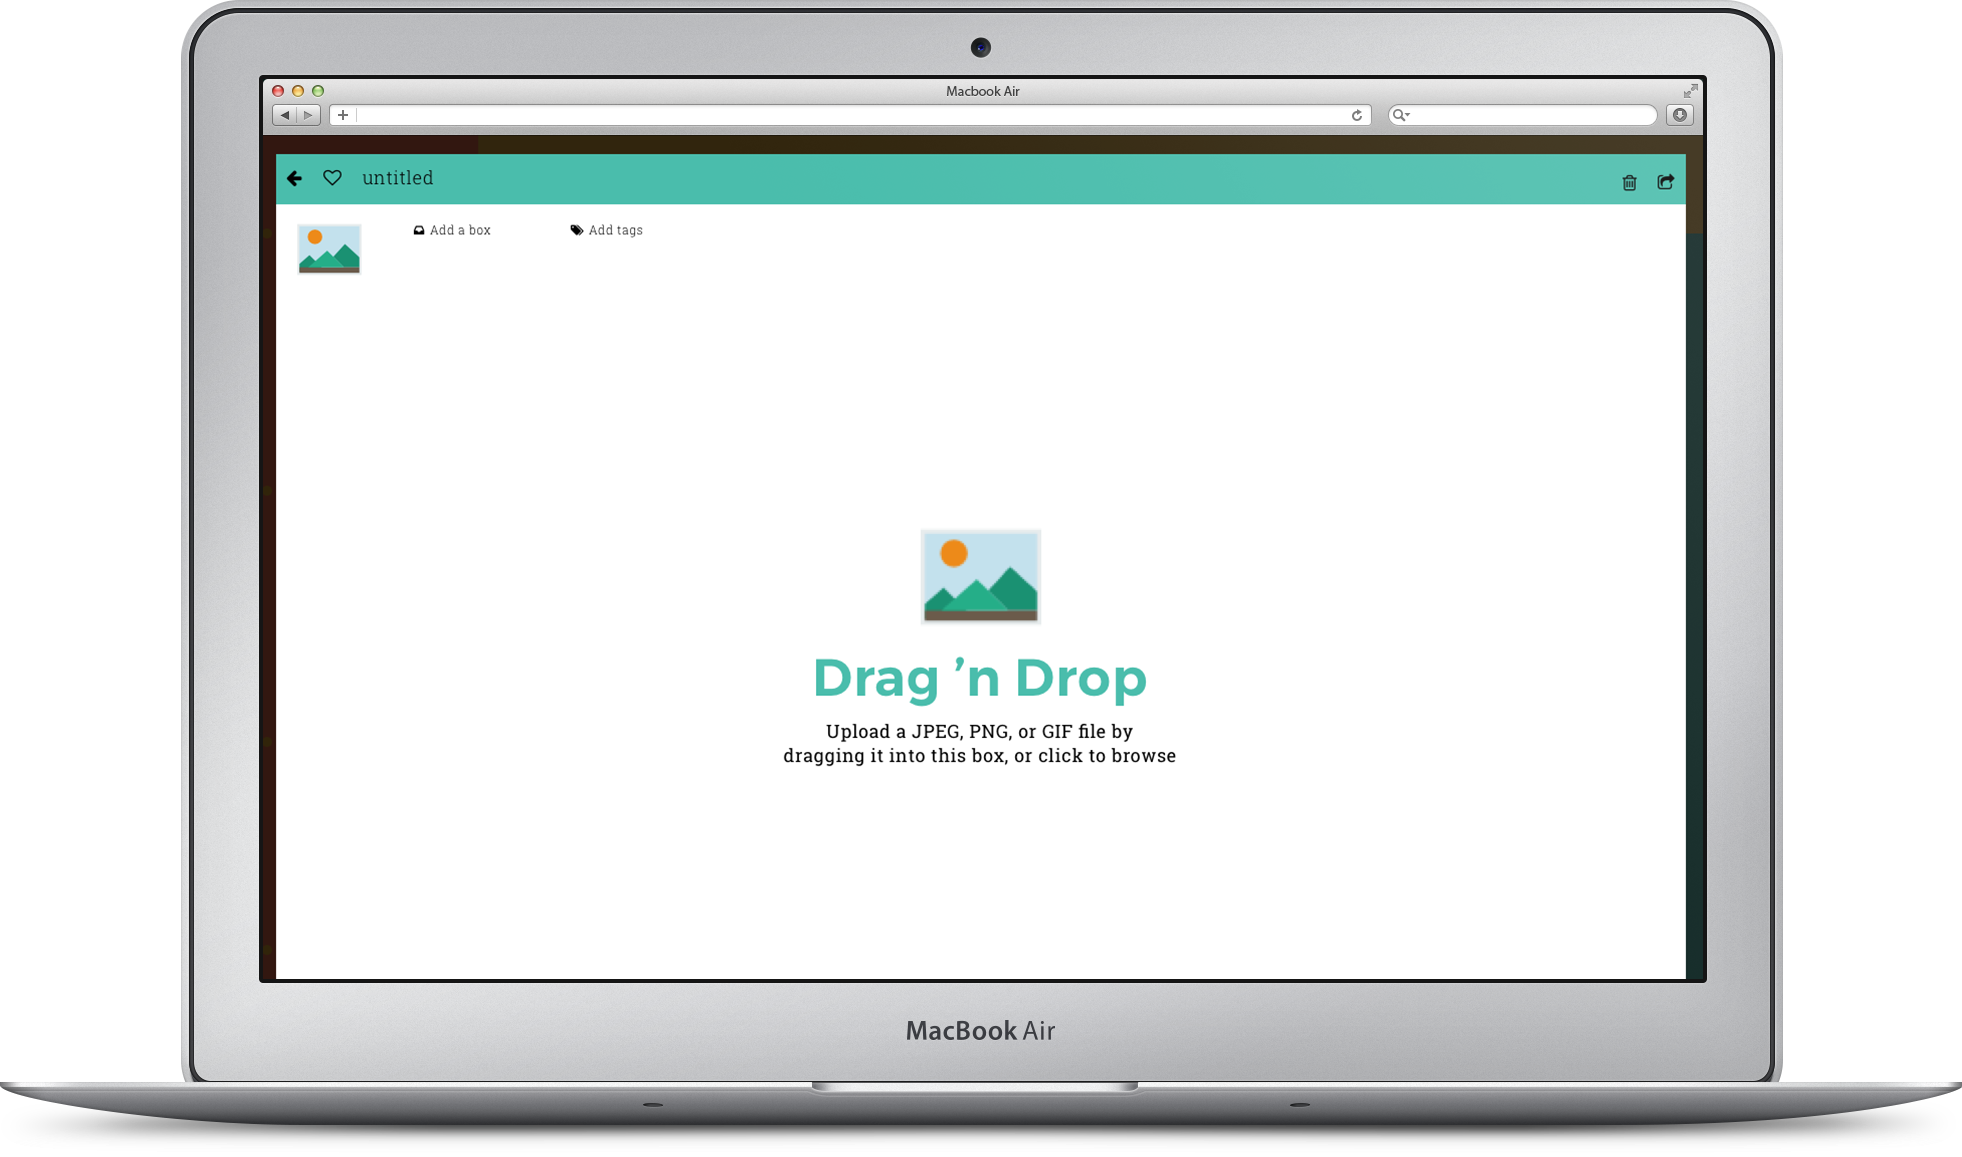 Macbook Air
untitled
Add a box
Add tags
Drag ’n Drop
Upload a JPEG, PNG, or GIF file by
dragging it into this box, or click to browse
MacBook Air